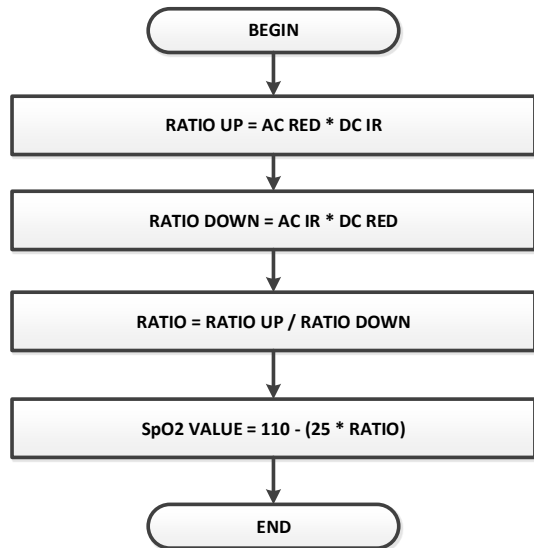 BEGIN
RATIO UP = AC RED * DC IR
RATIO DOWN = AC IR * DC RED
RATIO = RATIO UP / RATIO DOWN
SpO2 VALUE = 110 - (25 * RATIO)
END